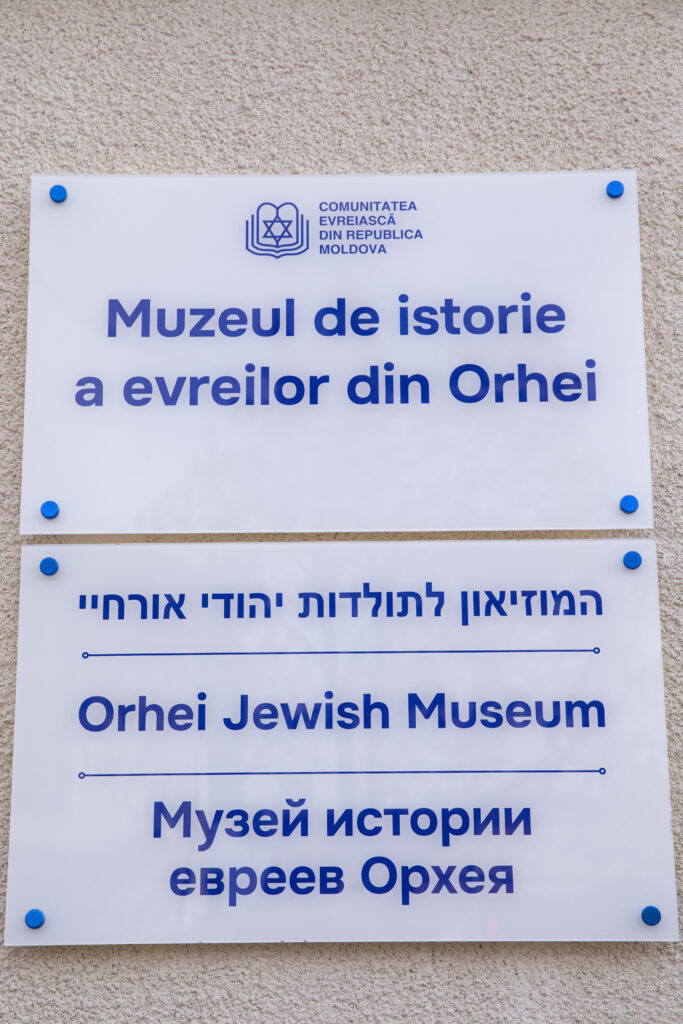 COMUNITATEA
EVREIASCĂ
DIN REPUBLICA
MOLDOVA
Muzeul de istorie
a evreilor din Orhei
המוזיאון לתולדות יהודי אורחיי
Orhei Jewish Museum
Музей истории
евреев Орхея